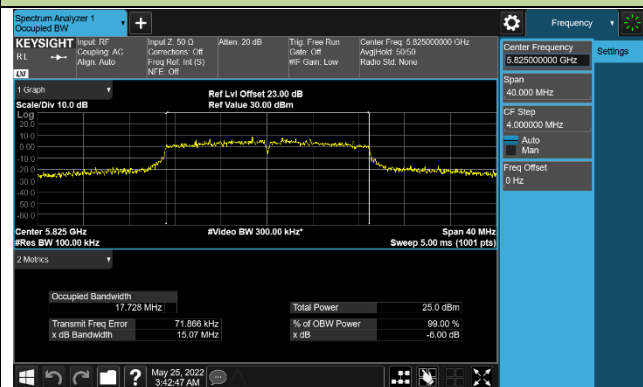 Spectrum Analyzer 1
Occupied BW
Frequency
KEYSIGHT
Input: RF
Input Z: 50 Ω
Atten: 20 dB
Trig: Free Run
Center Freq: 5.825000000 GHz
RL
Coupling: AC
Corrections: Off
Gate: Off
Avg|Hold: 50/50
Align: Auto
Freq Ref: Int (S)
#IF Gain: Low
Radio Std: None
LXI
NFE: Off
Center Frequency
5.825000000 GHz
Settings
Span
40.000 MHz
CF Step
4.000000 MHz
Auto
Man
Freq Offset
0 Hz
1 Graph
Ref Lvl Offset 23.00 dB
Scale/Div 10.0 dB
Ref Value 30.00 dBm
Log
20.0
10.0
0.00
-10.0
-20.0
-30.0
-40.0
-50.0
-60.0
Center 5.825 GHz
#Video BW 300.00 kHz*
Span 40 MHz
#Res BW 100.00 kHz
Sweep 5.00 ms (1001 pts)
2 Metrics
Occupied Bandwidth
17.728 MHz
Total Power
25.0 dBm
Transmit Freq Error
71.866 kHz
% of OBW Power
99.00 %
x dB Bandwidth
15.07 MHz
x dB
-6.00 dB
May 25, 2022
3:42:47 AM